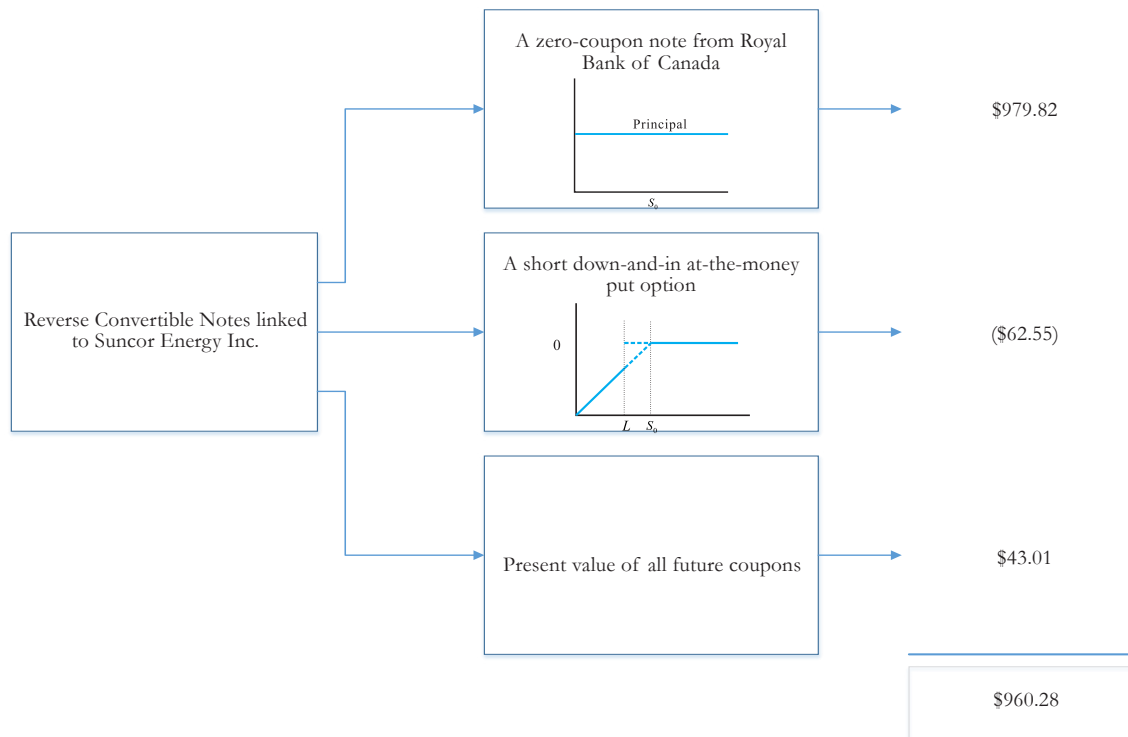 A zero-coupon note from Royal
Bank of Canada
Principal
S₀
$979.82
Reverse Convertible Notes linked
to Suncor Energy Inc.
A short down-and-in at-the-money
put option
0
L S₀
($62.55)
Present value of all future coupons
$43.01
$960.28